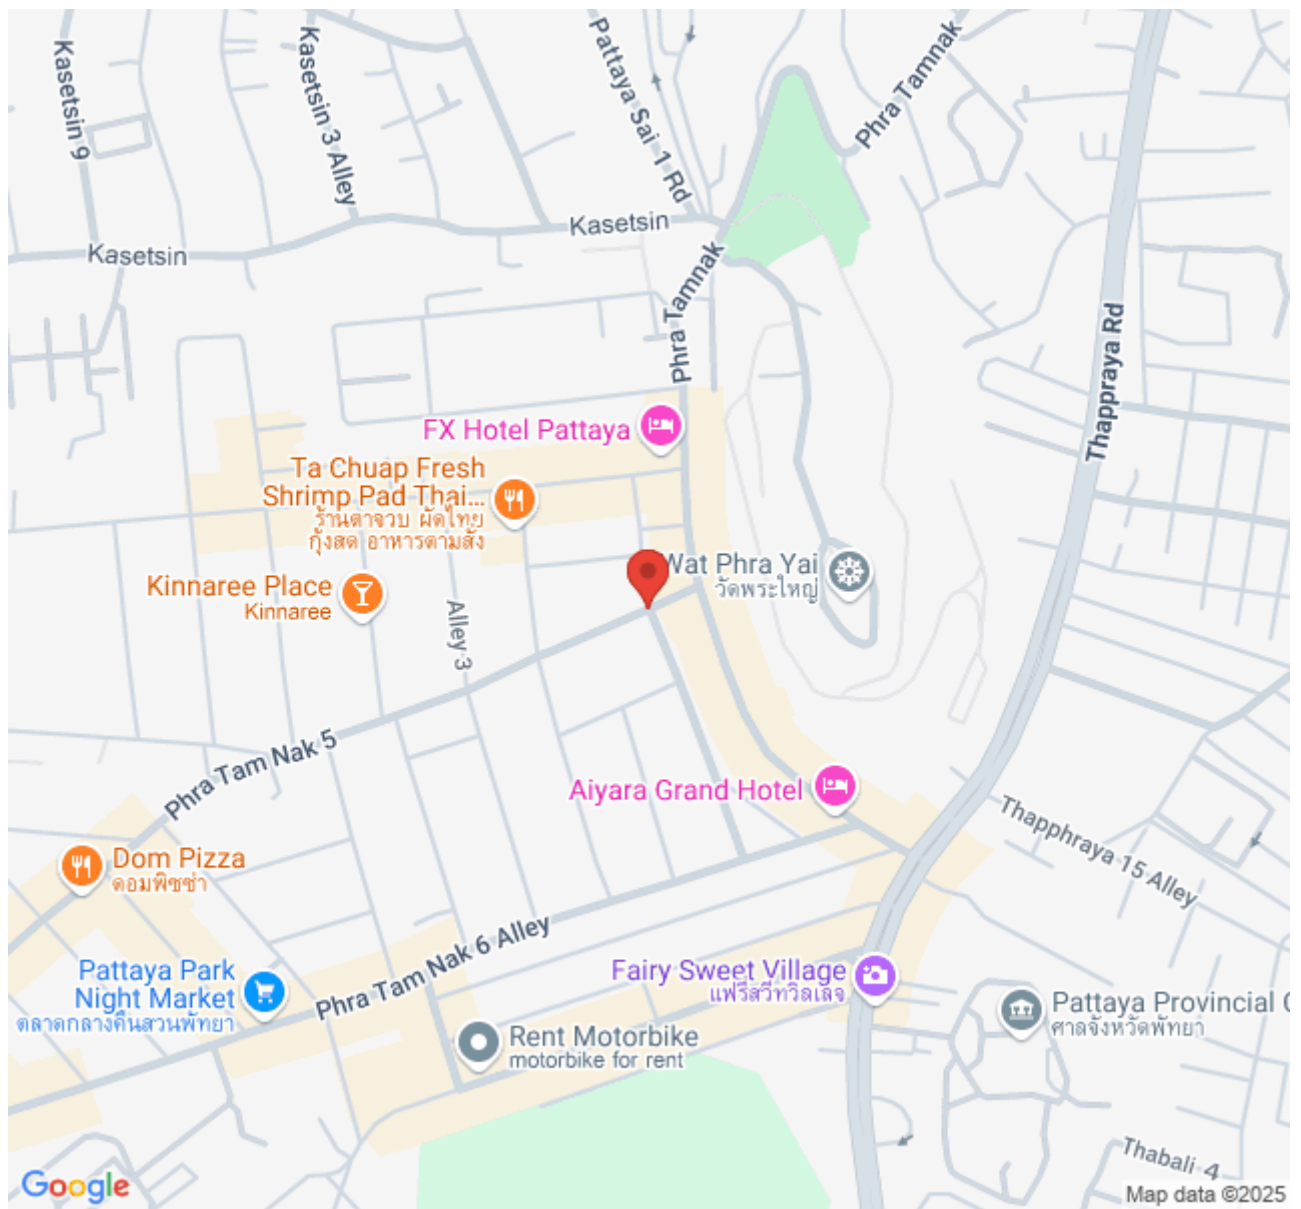 Kasetsin 9
Kasetsin 3 Alley
Pattaya Sai 1 Rd
Phra Tamnak
Kasetsin
Kasetsin
Phra Tamnak
Thappraya Rd
FX Hotel Pattaya
Ta Chuap Fresh
Shrimp Pad Thai...
ร้านตาจวบ ผัดไทย
กุ้งสด อาหารตามสั่ง
Wat Phra Yai
วัดพระใหญ่
Kinnaree Place
Kinnaree
Alley 3
Phra Tam Nak 5
Aiyara Grand Hotel
Thapphraya 15 Alley
Dom Pizza
ดอมพิซซ่า
Phra Tam Nak 6 Alley
Pattaya Park
Night Market
ตลาดกลางคืนสวนพัทยา
Fairy Sweet Village
แฟรีสวีทวิลเลจ
Pattaya Provincial C
ศาลจังหวัดพัทยา
Rent Motorbike
motorbike for rent
Thabali 4
Google
Map data ©2025